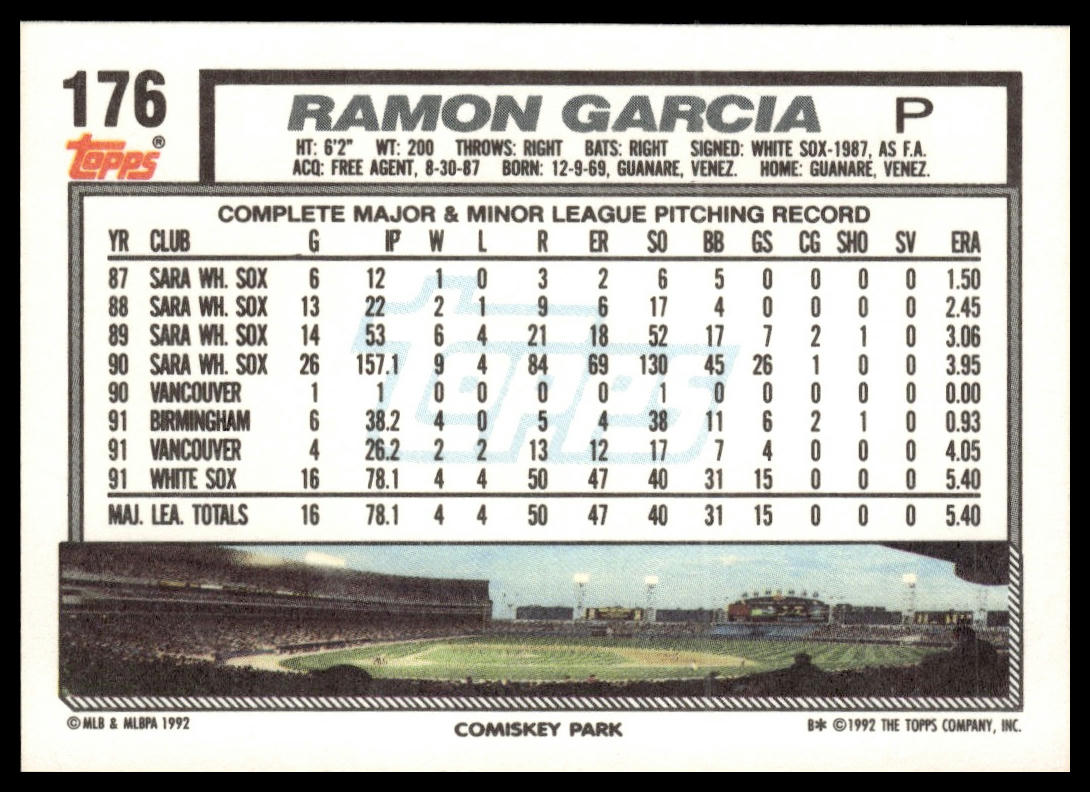 176
RAMON GARCIA P
topps®
HT: 6'2" WT: 200 THROWS: RIGHT BATS: RIGHT SIGNED: WHITE SOX-1987, AS F.A.
ACQ: FREE AGENT, 8-30-87 BORN: 12-9-69, GUANARE, VENEZ. HOME: GUANARE, VENEZ.
COMPLETE MAJOR & MINOR LEAGUE PITCHING RECORD
YR CLUB G IP W L R ER SO BB GS CG SHO SV ERA
87 SARA WH. SOX 6 12 1 0 3 2 6 5 0 0 0 0 1.50
88 SARA WH. SOX 13 22 2 1 9 6 17 4 0 0 0 0 2.45
89 SARA WH. SOX 14 53 6 4 21 18 52 17 7 2 1 0 3.06
90 SARA WH. SOX 26 157.1 9 4 84 69 130 45 26 1 0 0 3.95
90 VANCOUVER 1 1 0 0 0 0 1 0 0 0 0 0 0.00
91 BIRMINGHAM 6 38.2 4 0 5 4 38 11 6 2 1 0 0.93
91 VANCOUVER 4 26.2 2 2 13 12 17 7 4 0 0 0 4.05
91 WHITE SOX 16 78.1 4 4 50 47 40 31 15 0 0 0 5.40
MAJ. LEA. TOTALS 16 78.1 4 4 50 47 40 31 15 0 0 0 5.40
topps
© MLB & MLBPA 1992
COMISKEY PARK
B* © 1992 THE TOPPS COMPANY, INC.